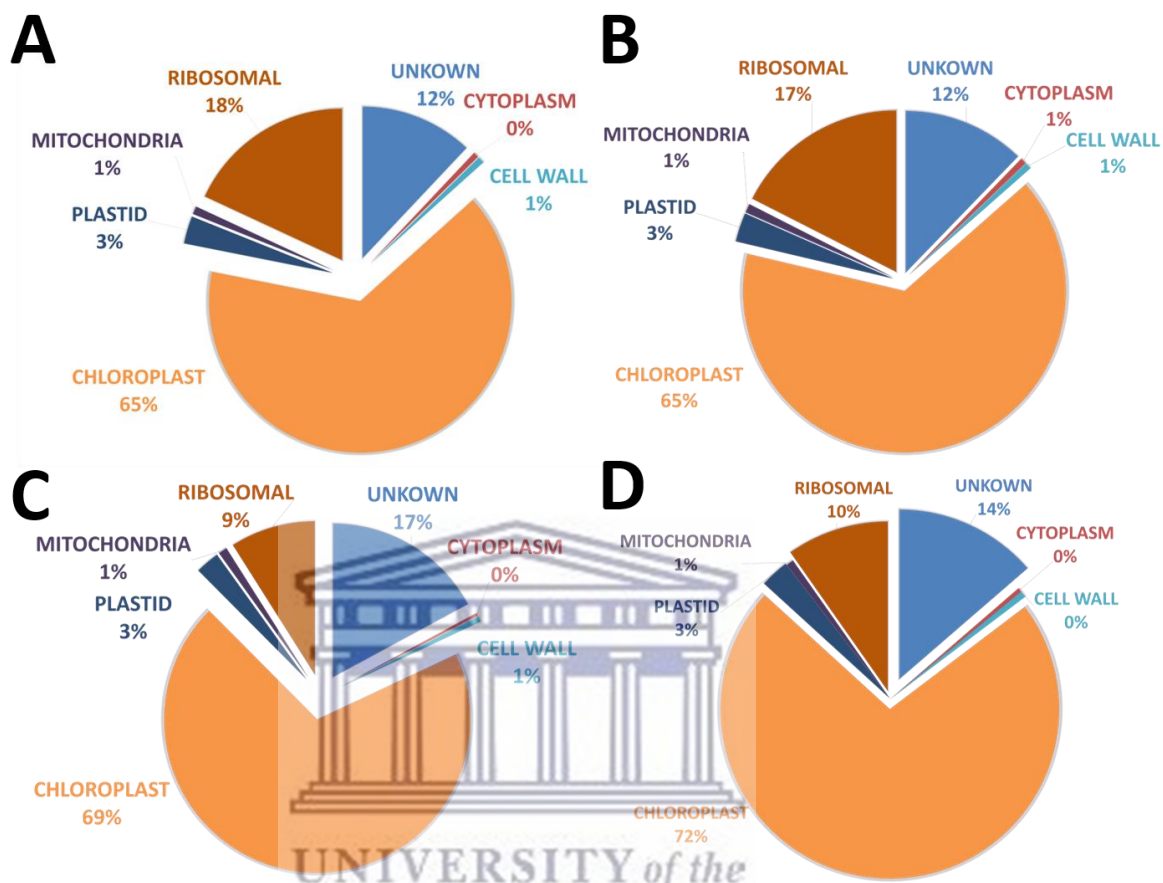 A
RIBOSOMAL
18%
UNKOWN
12%
CYTOPLASM
0%
CELL WALL
1%
MITOCHONDRIA
1%
PLASTID
3%
CHLOROPLAST
65%
B
RIBOSOMAL
17%
UNKOWN
12%
CYTOPLASM
1%
CELL WALL
1%
MITOCHONDRIA
1%
PLASTID
3%
CHLOROPLAST
65%
C
RIBOSOMAL
9%
UNKOWN
17%
CYTOPLASM
0%
CELL WALL
1%
MITOCHONDRIA
1%
PLASTID
3%
CHLOROPLAST
69%
D
RIBOSOMAL
10%
UNKOWN
14%
CYTOPLASM
0%
CELL WALL
0%
MITOCHONDRIA
1%
PLASTID
3%
CHLOROPLAST
72%
UNIVERSITY of the